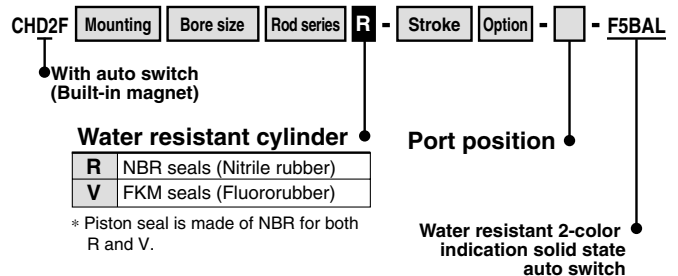 CHD2F Mounting Bore size Rod series R - Stroke Option - - F5BAL
With auto switch
(Built-in magnet)
Water resistant cylinder
Port position
R NBR seals (Nitrile rubber)
V FKM seals (Fluororubber)
∗ Piston seal is made of NBR for both
R and V.
Water resistant 2-color
indication solid state
auto switch